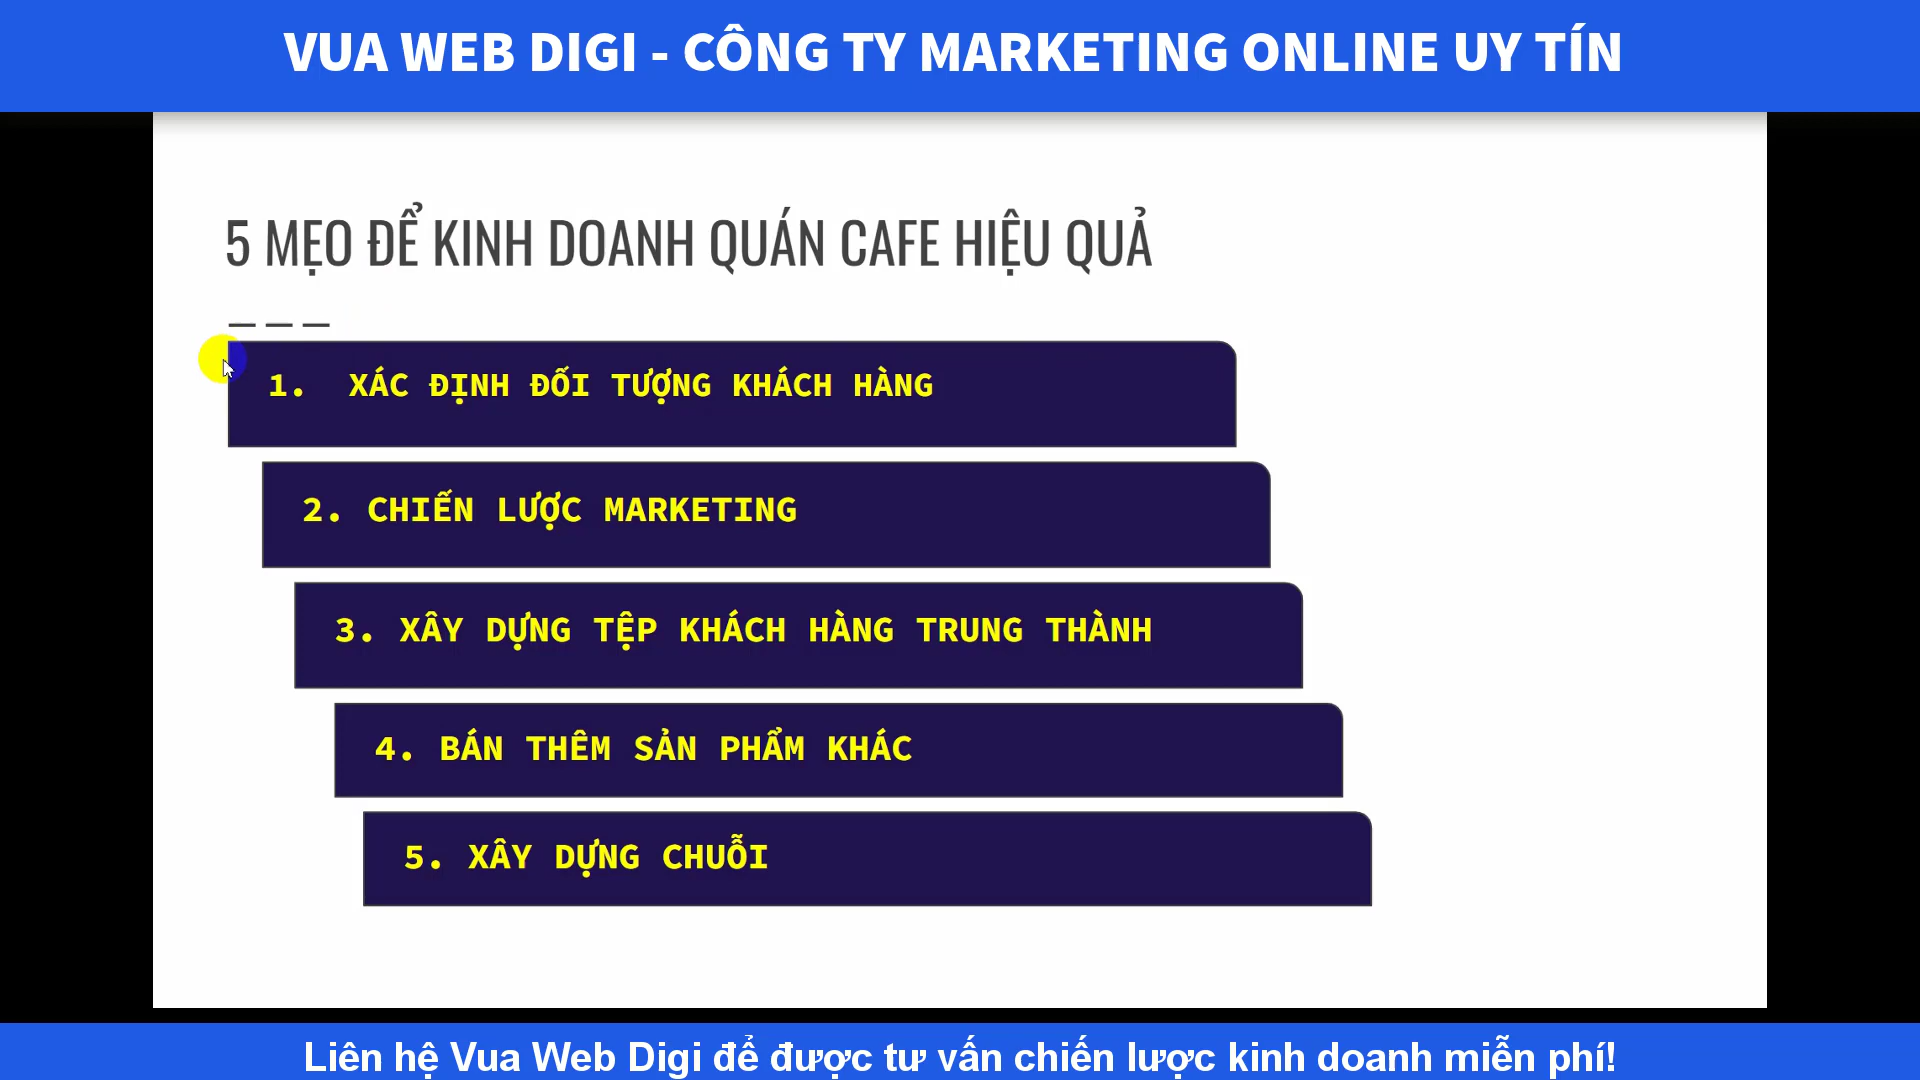 VUA WEB DIGI - CÔNG TY MARKETING ONLINE UY TÍN
5 MẸO ĐỂ KINH DOANH QUÁN CAFE HIỆU QUẢ
1. XÁC ĐỊNH ĐỐI TƯỢNG KHÁCH HÀNG
2. CHIẾN LƯỢC MARKETING
3. XÂY DỰNG TỆP KHÁCH HÀNG TRUNG THÀNH
4. BÁN THÊM SẢN PHẨM KHÁC
5. XÂY DỰNG CHUỖI
Liên hệ Vua Web Digi để được tư vấn chiến lược kinh doanh miễn phí!